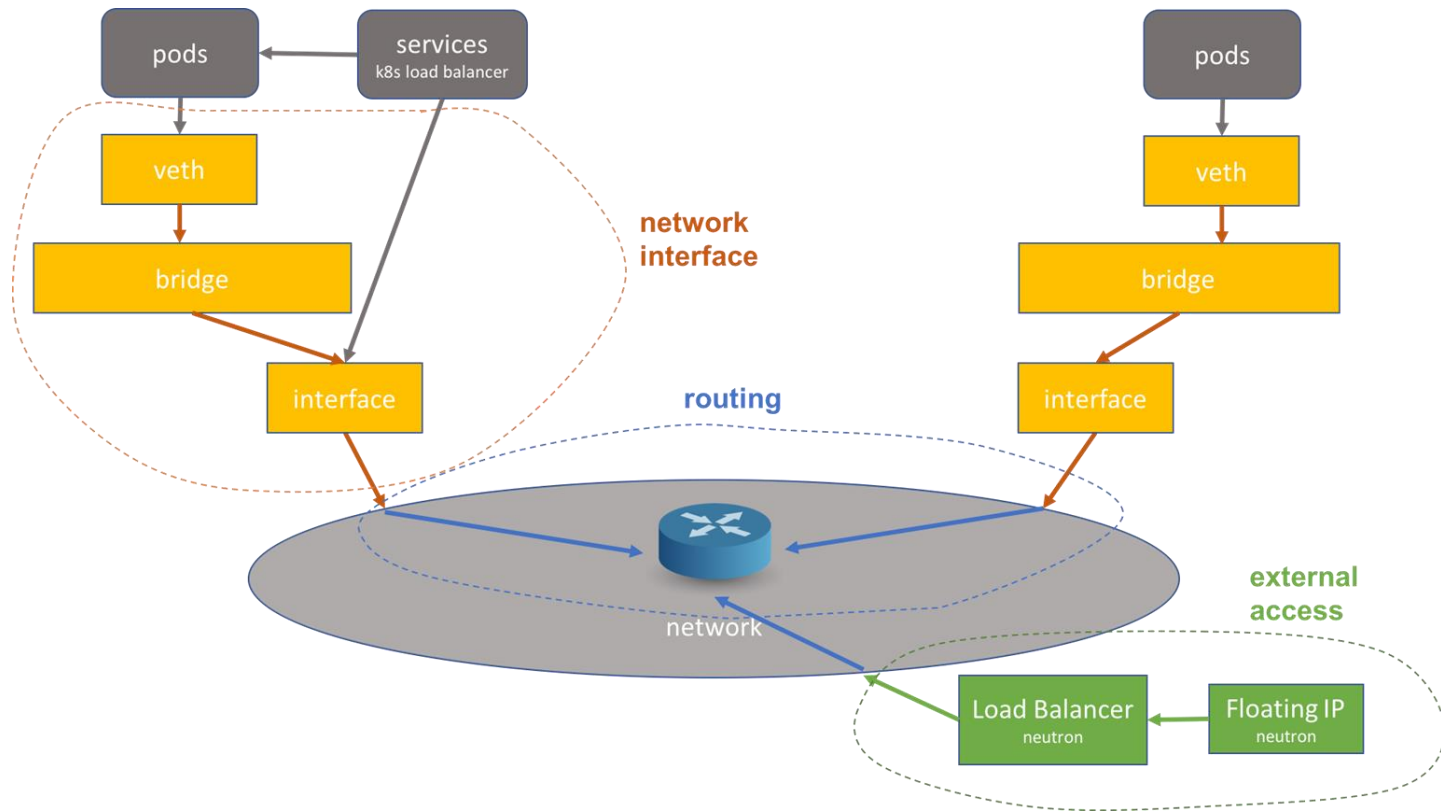 pods
services
k8s load balancer
pods
veth
veth
network
interface
bridge
bridge
interface
routing
interface
network
external
access
Load Balancer
neutron
Floating IP
neutron